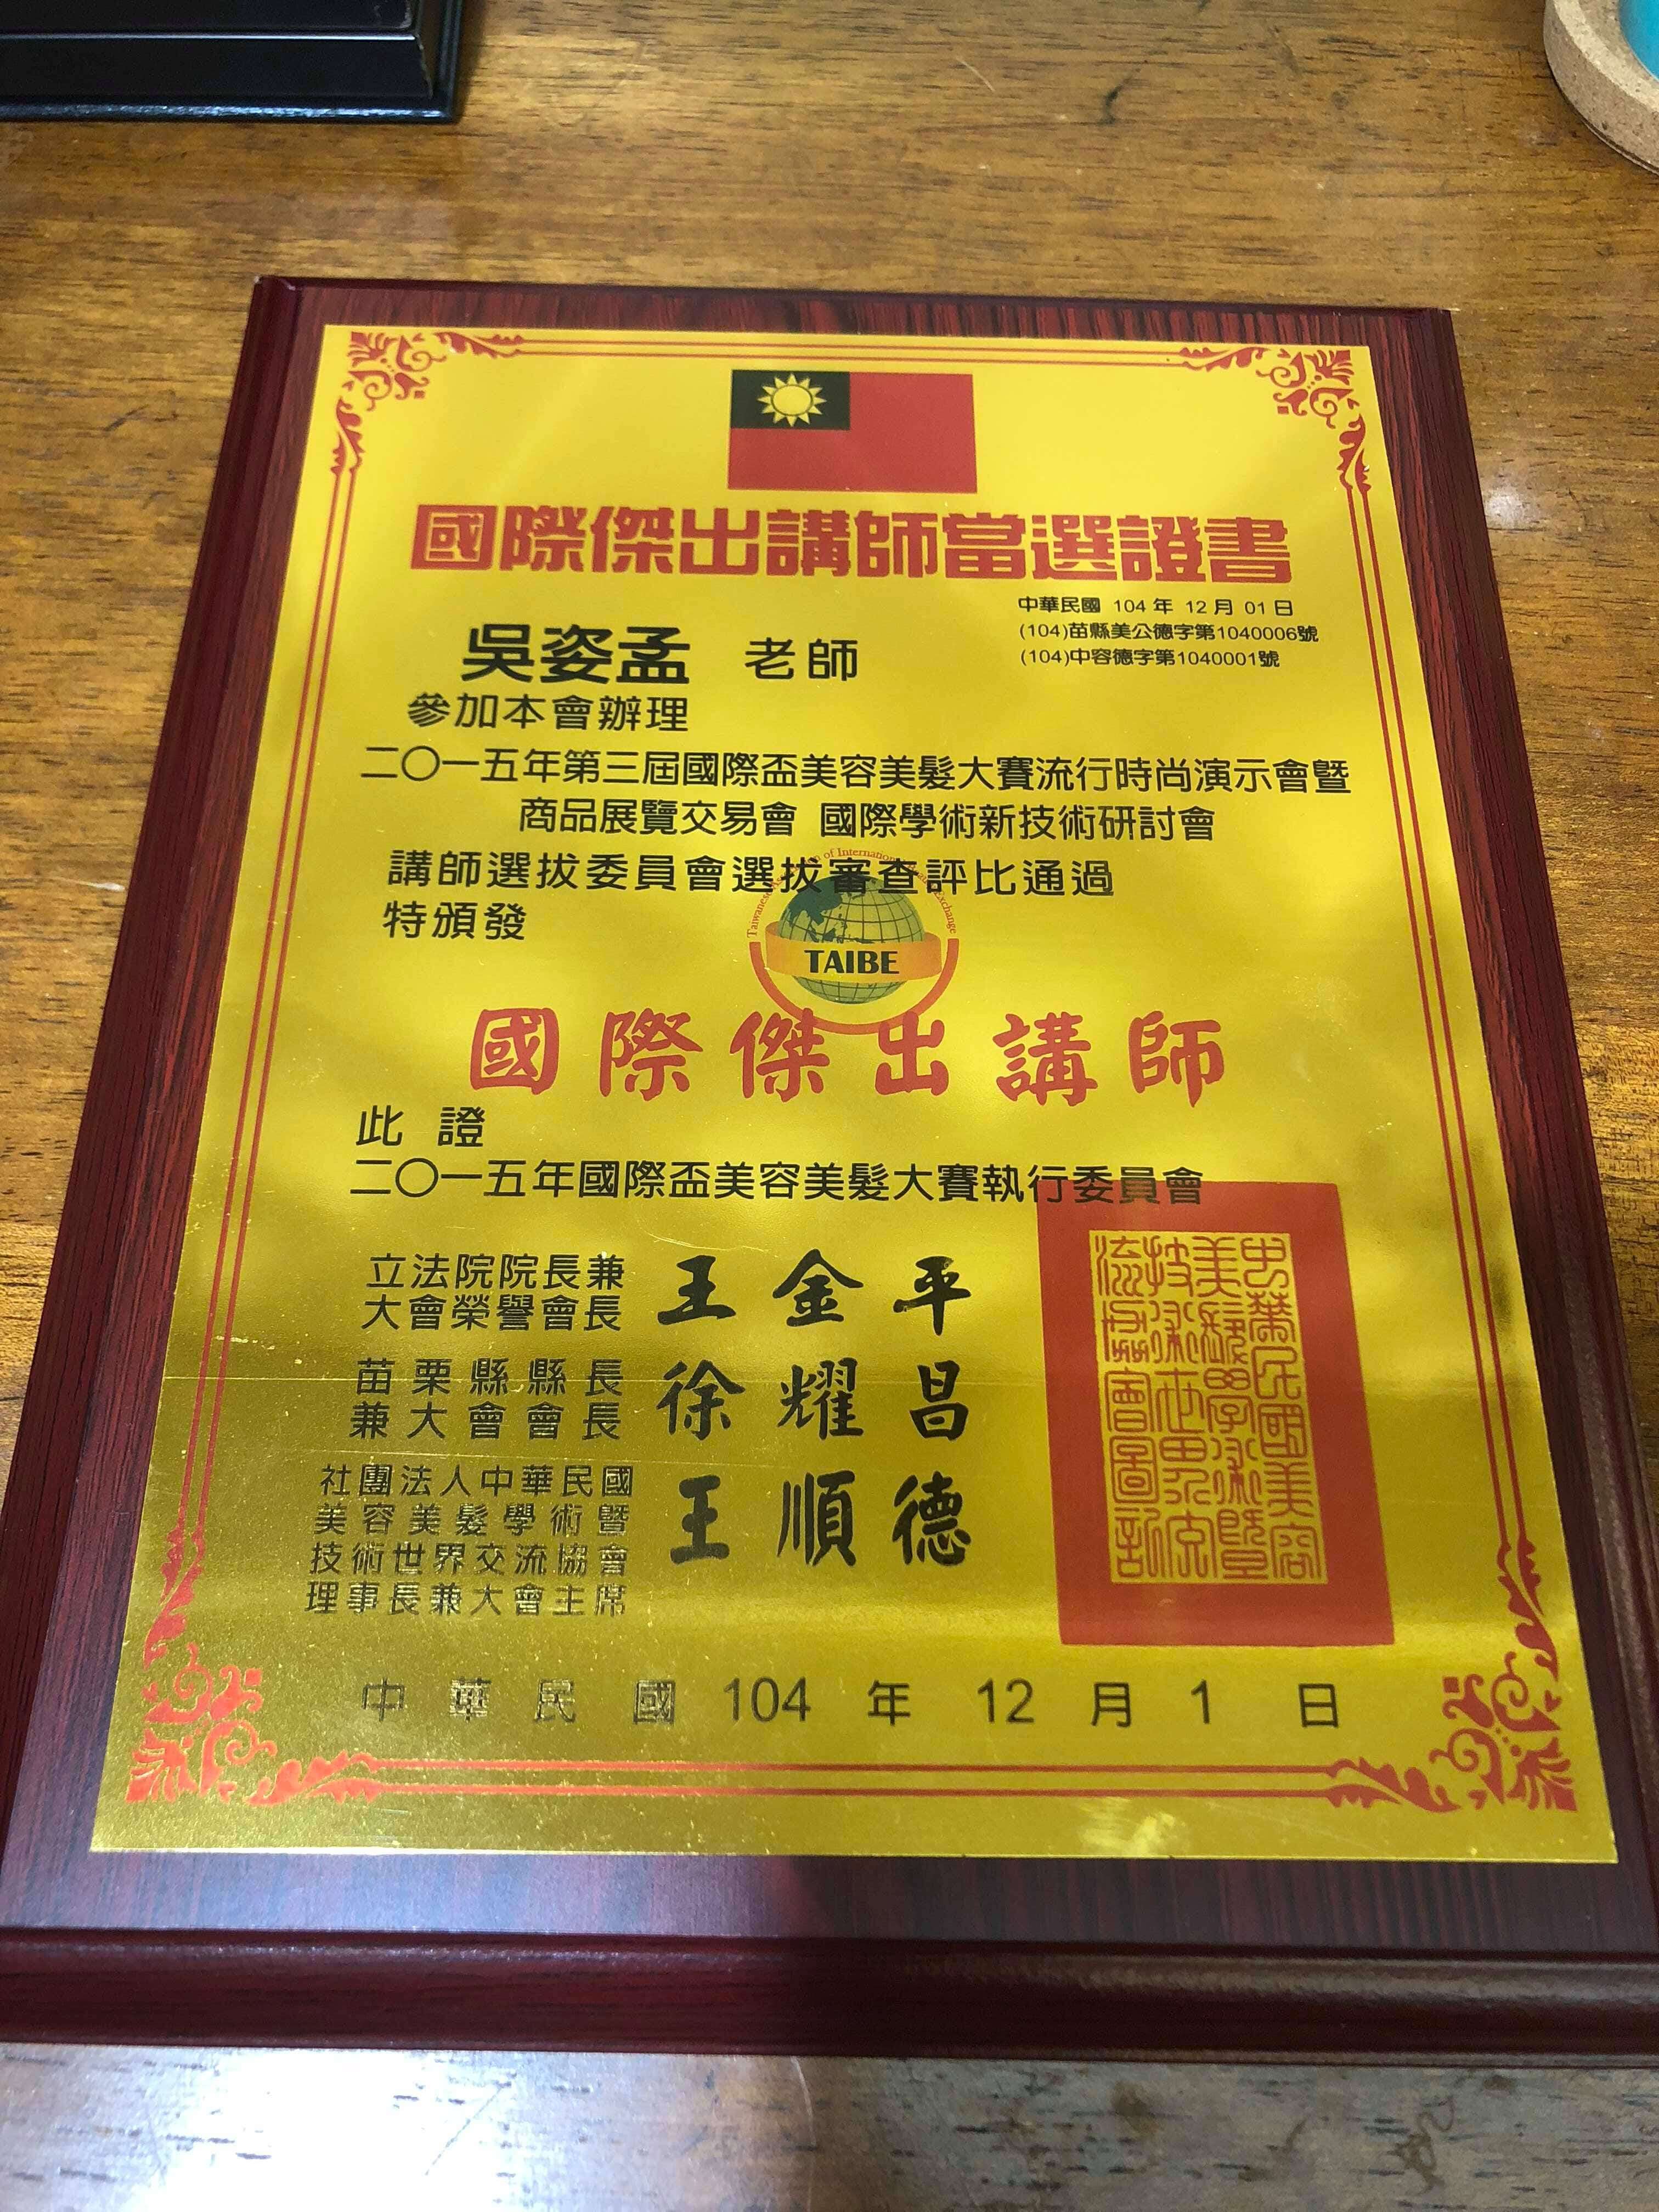 國際傑出講師當選證書
中華民國 104 年 12 月 01 日
(104)苗縣美公德字第1040006號
(104)中容德字第1040001號
吳姿孟 老師
參加本會辦理
二〇一五年第三屆國際盃美容美髮大賽流行時尚演示會暨
商品展覽交易會 國際學術新技術研討會
講師選拔委員會選拔審查評比通過
特頒發
TAIBE
國際傑出講師
此 證
二〇一五年國際盃美容美髮大賽執行委員會
立法院院長兼
大會榮譽會長
王金平
苗栗縣縣長
兼大會會長
徐耀昌
社團法人中華民國
美容美髮學術暨
技術世界交流協會
理事長兼大會主席
王順德
中華民國美容
美髮學術暨
技術世界交
流協會圖記
中 華 民 國 104 年 12 月 1 日